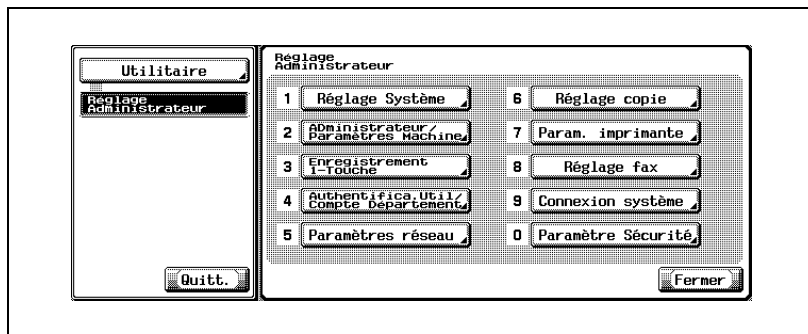 Utilitaire
Réglage
Administrateur
Quitt.
Réglage
Administrateur
1 Réglage Système
2 ADministrateur/
Paramètres Machine
3 Enregistrement
1-Touche
4 Authentifica.Util/
Compte Département
5 Paramètres réseau
6 Réglage copie
7 Param. imprimante
8 Réglage fax
9 Connexion système
0 Paramètre Sécurité
Fermer